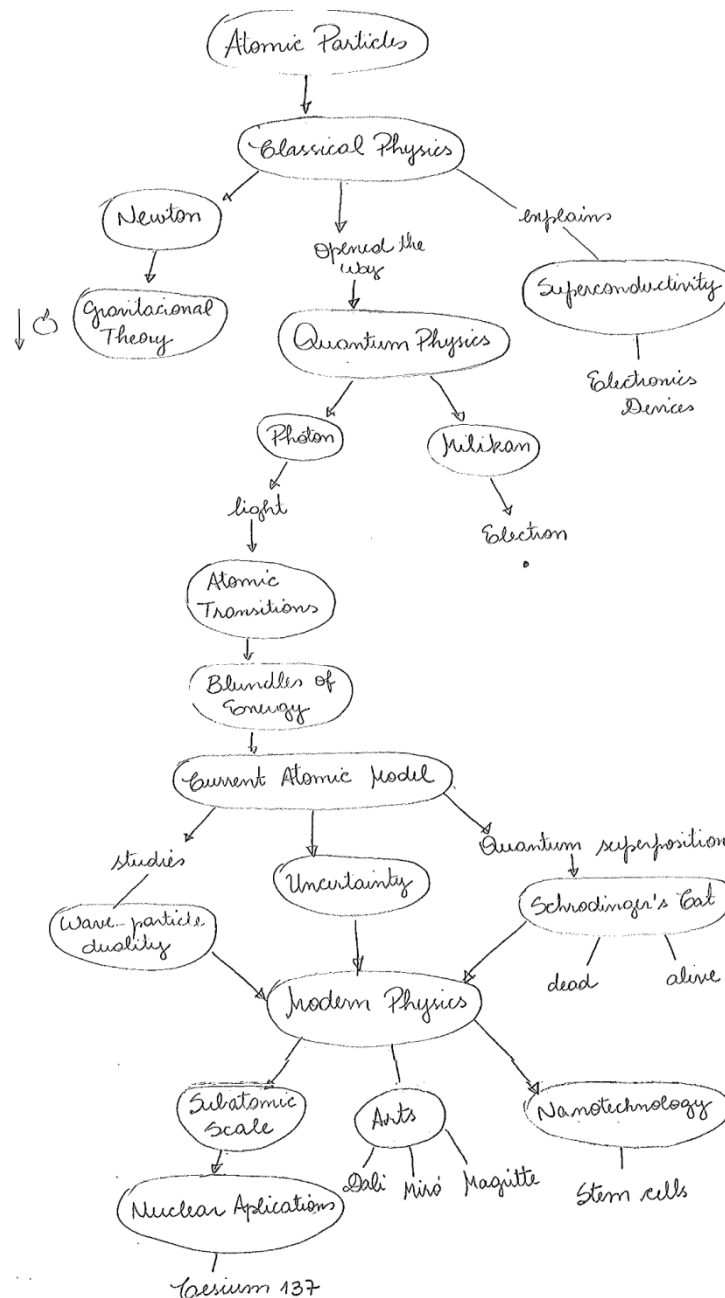 Atomic Particles
Classical Physics
Newton
Opened the
way
explains
Gravitacional
Theory
Superconductivity
Quantum Physics
Electronics
Devices
Photon
Milikan
light
Electron
Atomic
Transitions
Blundles of
Energy
Current Atomic Model
studies
Uncertainty
Quantum superposition
Wave-particle
duality
Schrodinger's Cat
dead
alive
Modern Physics
Subatomic
Scale
Arts
Nanotechnology
Dali
Miró
Magritte
Stem cells
Nuclear Aplications
Cesium 137